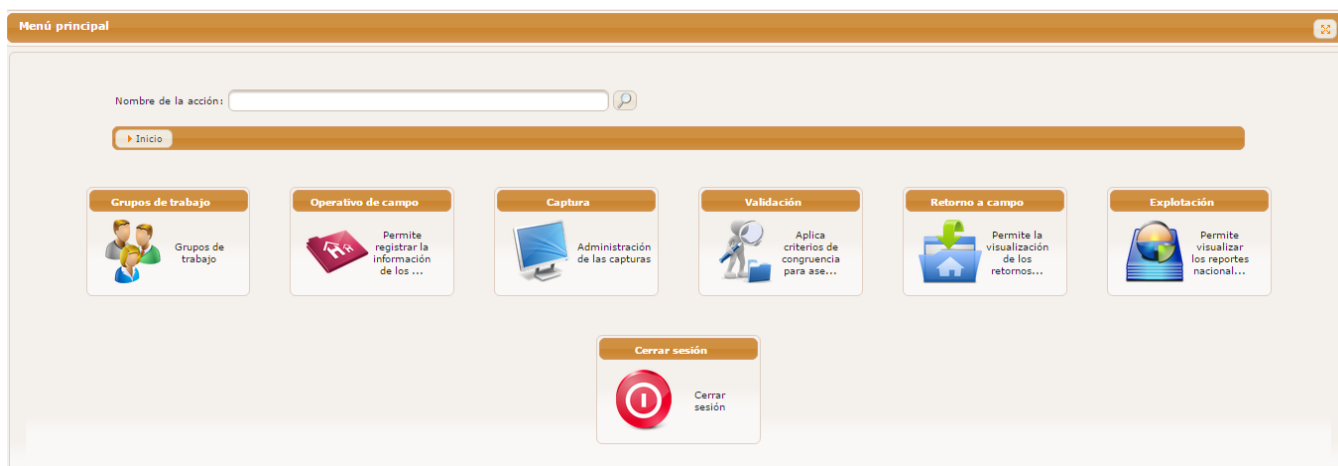 Menú principal
Nombre de la acción:
Inicio
Grupos de trabajo
Grupos de
trabajo
Operativo de campo
Permite
registrar la
información
de los ...
Captura
Administración
de las capturas
Validación
Aplica
criterios de
congruencia
para ase...
Retorno a campo
Permite la
visualización
de los
retornos...
Explotación
Permite
visualizar
los reportes
nacional...
Cerrar sesión
Cerrar
sesión